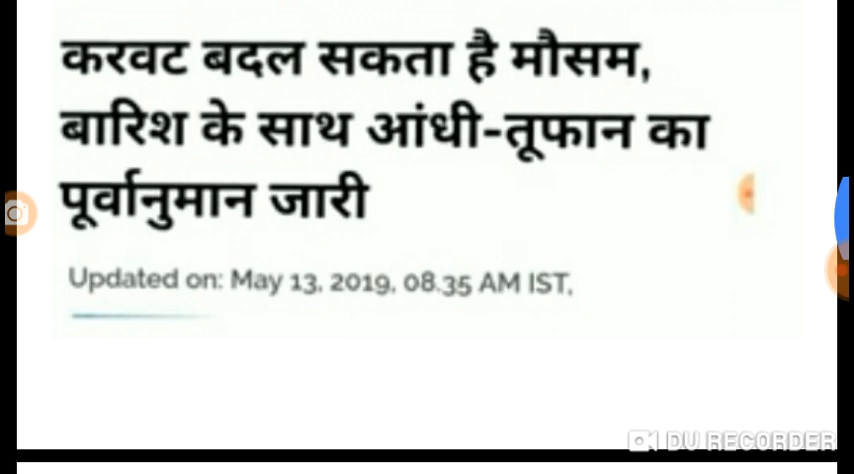 करवट बदल सकता है मौसम,
बारिश के साथ आंधी-तूफान का
पूर्वानुमान जारी
Updated on: May 13, 2019, 08.35 AM IST,
DU RECORDER